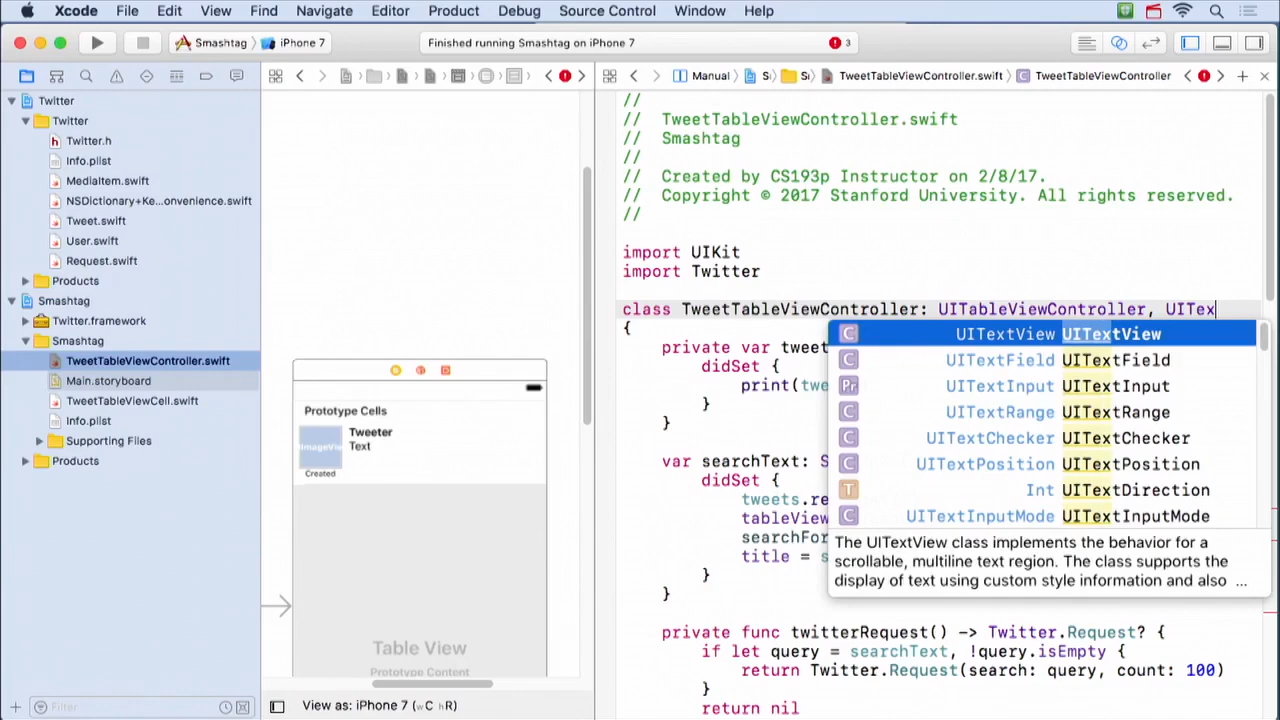 Xcode File Edit View Find Navigate Editor Product Debug Source Control Window Help
Smashtag iPhone 7
Finished running Smashtag on iPhone 7
3
Manual
TweetTableViewController.swift
TweetTableViewController
Twitter
Twitter
Twitter.h
Info.plist
MediaItem.swift
NSDictionary+Ke...onvenience.swift
Tweet.swift
User.swift
Request.swift
Products
Smashtag
Twitter.framework
Smashtag
TweetTableViewController.swift
Main.storyboard
TweetTableViewCell.swift
Info.plist
Supporting Files
Products
Filter
Prototype Cells
Tweeter
Text
Created
Table View
Prototype Content
View as: iPhone 7 (wC hR)
//
// TweetTableViewController.swift
// Smashtag
//
// Created by CS193p Instructor on 2/8/17.
// Copyright © 2017 Stanford University. All rights reserved.
//
import UIKit
import Twitter
class TweetTableViewController: UITableViewController, UITex
{
private var tweet
didSet {
print(twe
}
}
var searchText: S
didSet {
tweets.re
tableView
searchFor
title = s
}
}
private func twitterRequest() -> Twitter.Request? {
if let query = searchText, !query.isEmpty {
return Twitter.Request(search: query, count: 100)
}
return nil
C UITextView UITextView
C UITextField UITextField
Pr UITextInput UITextInput
C UITextRange UITextRange
C UITextChecker UITextChecker
C UITextPosition UITextPosition
T Int UITextDirection
C UITextInputMode UITextInputMode
The UITextView class implements the behavior for a
scrollable, multiline text region. The class supports the
display of text using custom style information and also ...